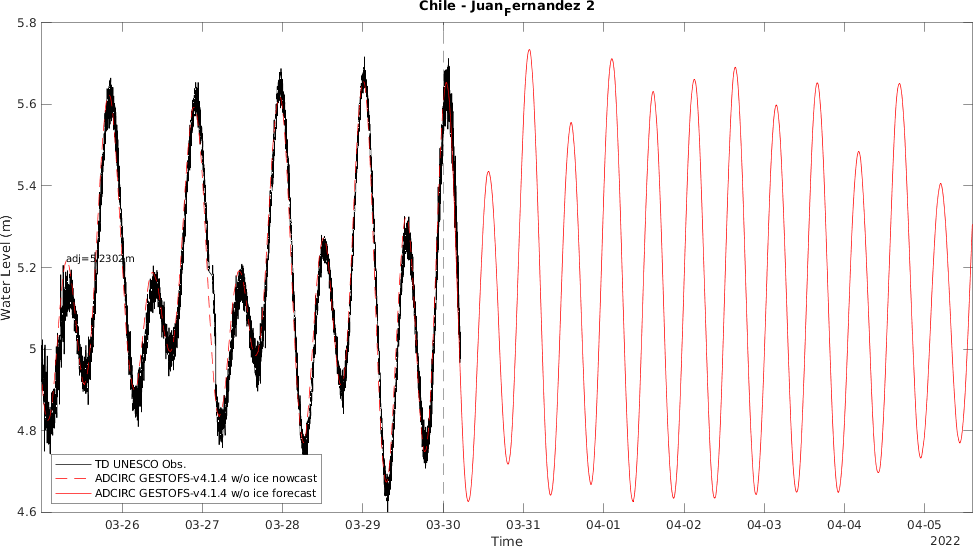 Chile - Juan_Fernandez 2
5.8
5.6
5.4
5.2
5
4.8
4.6
Water Level (m)
adj=5.2302m
TD UNESCO Obs.
ADCIRC GESTOFS-v4.1.4 w/o ice nowcast
ADCIRC GESTOFS-v4.1.4 w/o ice forecast
03-26
03-27
03-28
03-29
03-30
03-31
04-01
04-02
04-03
04-04
04-05
Time
2022